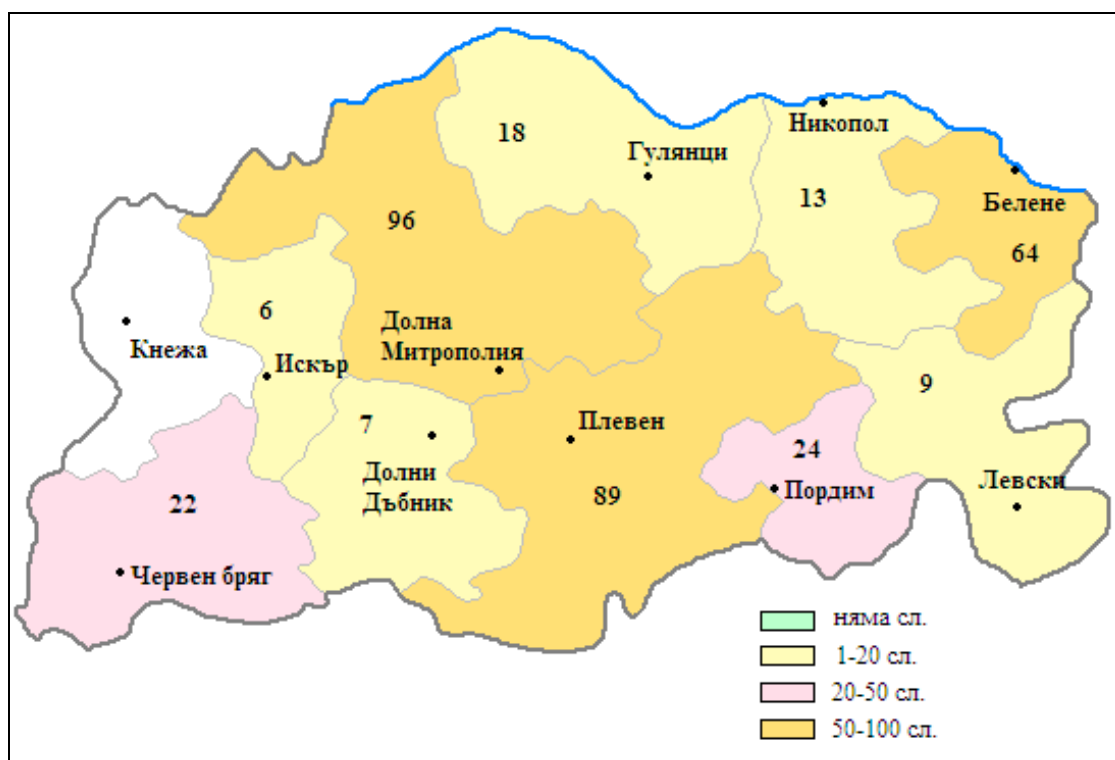 18
Гулянци
Никопол
13
Белене
64
96
6
Кнежа
Искър
Долна
Митрополия
9
7
Долни
Дъбник
Плевен
89
24
Пордим
Левски
22
Червен бряг
няма сл.
1-20 сл.
20-50 сл.
50-100 сл.